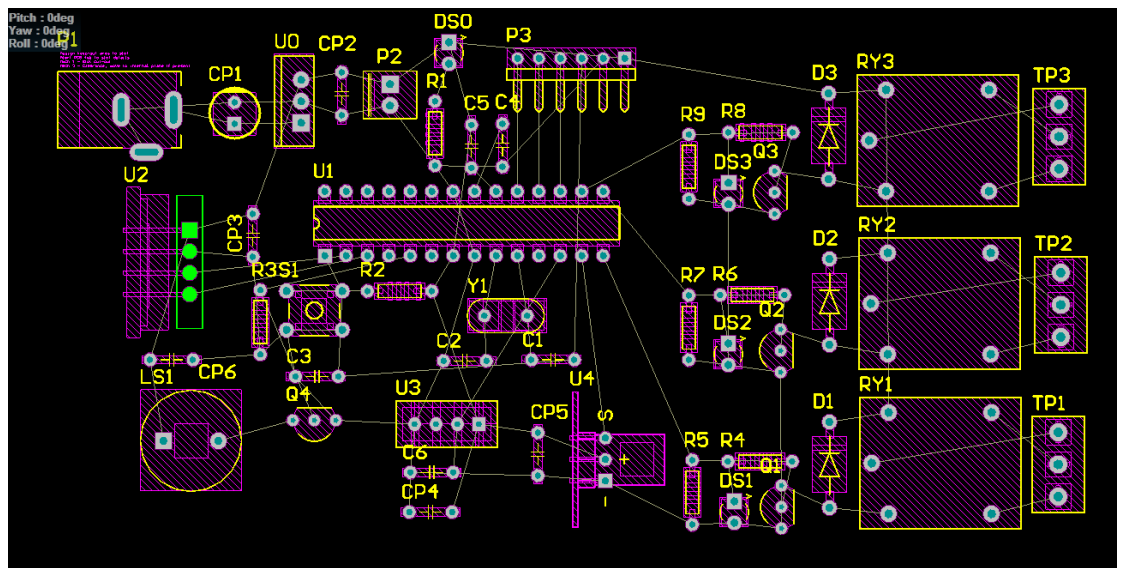 Pitch : 0deg
Yaw : 0deg
Roll : 0deg
P1
CP1
U0
CP2
P2
DS0
P3
R1
C5
C4
D3
RY3
TP3
R9
R8
Q3
DS3
U2
U1
CP3
R3
S1
R2
Y1
D2
RY2
TP2
R7
R6
Q2
DS2
C2
C1
C3
CP6
LS1
Q4
U3
U4
CP5
S
+
-
C6
CP4
D1
RY1
TP1
R5
R4
Q1
DS1